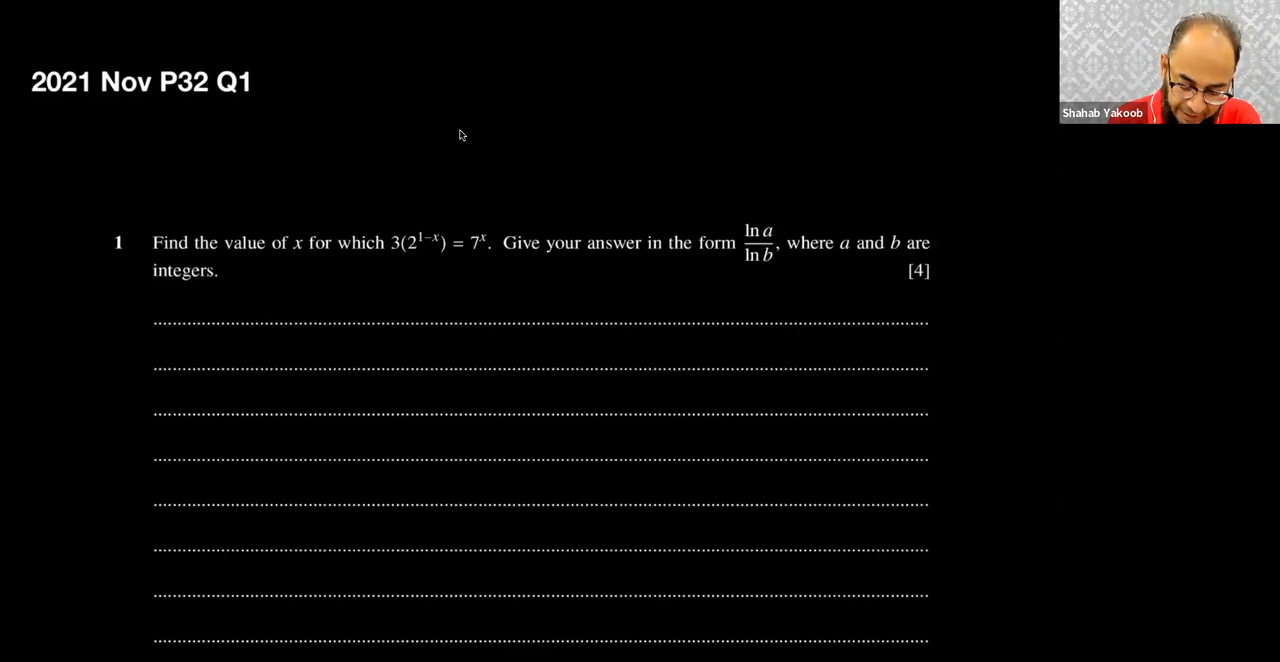 2021 Nov P32 Q1
Shahab Yakoob
1 Find the value of x for which 3(2^{1−x}) = 7^x. Give your answer in the form \frac{\ln a}{\ln b}, where a and b are
integers. [4]